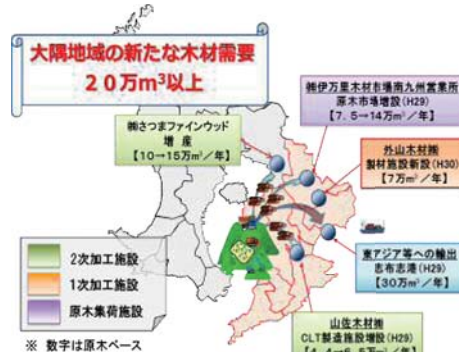 大隅地域の新たな木材需要
20万m³以上
㈱伊万里木材市場南九州営業所
原木市場増設(H29)
【7.5→14万m³/年】
㈱さつまファインウッド
増 産
【10→15万m³/年】
外山木材㈱
製材施設新設(H30)
【7万m³/年】
東アジア等への輸出
志布志港(H29)
【30万m³/年】
2次加工施設
1次加工施設
原木集荷施設
※ 数字は原木ベース
山佐木材㈱
CLT製造施設増設(H29)